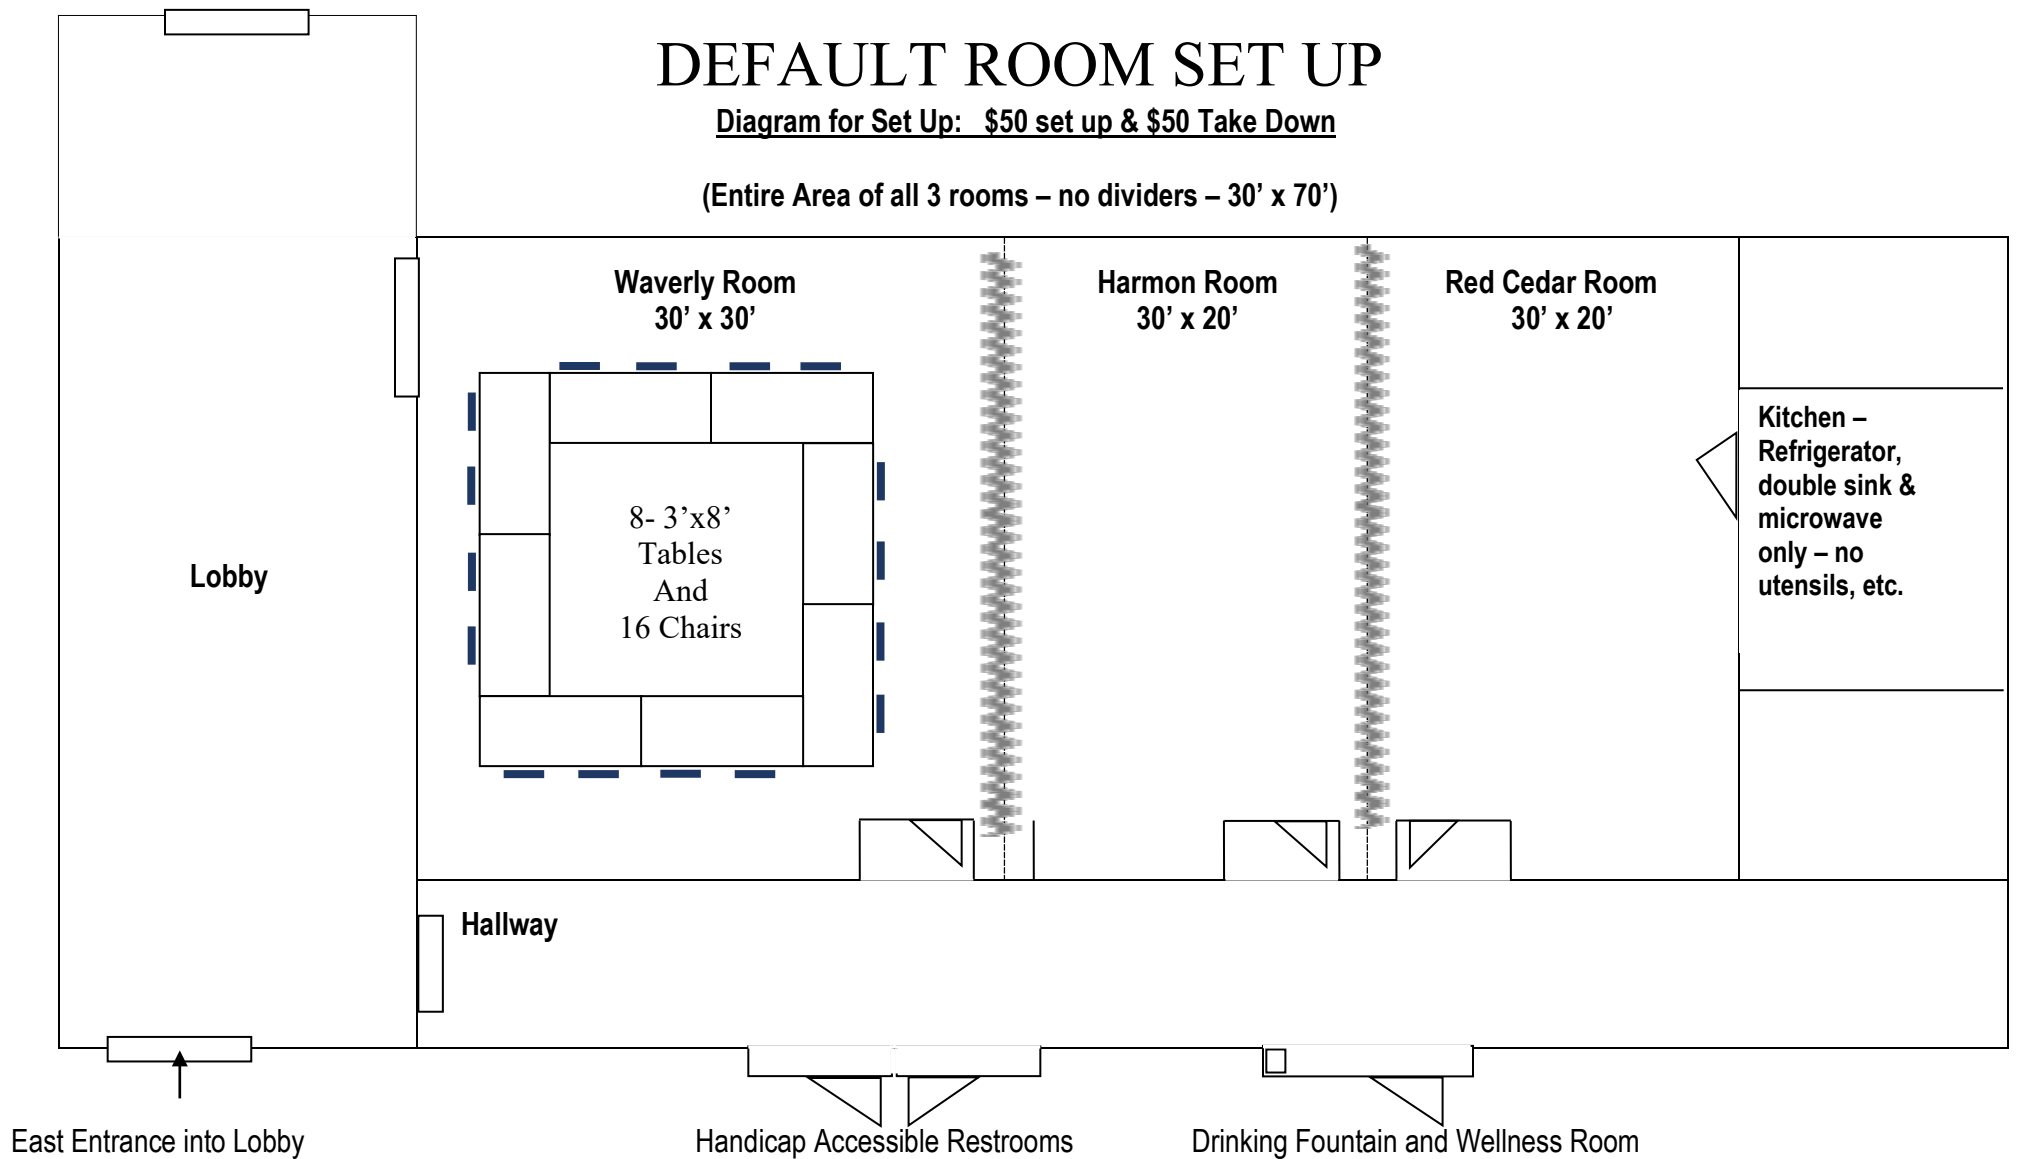 DEFAULT ROOM SET UP
Diagram for Set Up:   $50 set up & $50 Take Down
(Entire Area of all 3 rooms – no dividers – 30’ x 70’)
Waverly Room
30’ x 30’
Harmon Room
30’ x 20’
Red Cedar Room
30’ x 20’
Kitchen –
Refrigerator,
double sink &
microwave
only – no
utensils, etc.
8- 3’x8’
Tables
And
16 Chairs
Lobby
Hallway
East Entrance into Lobby
Handicap Accessible Restrooms
Drinking Fountain and Wellness Room